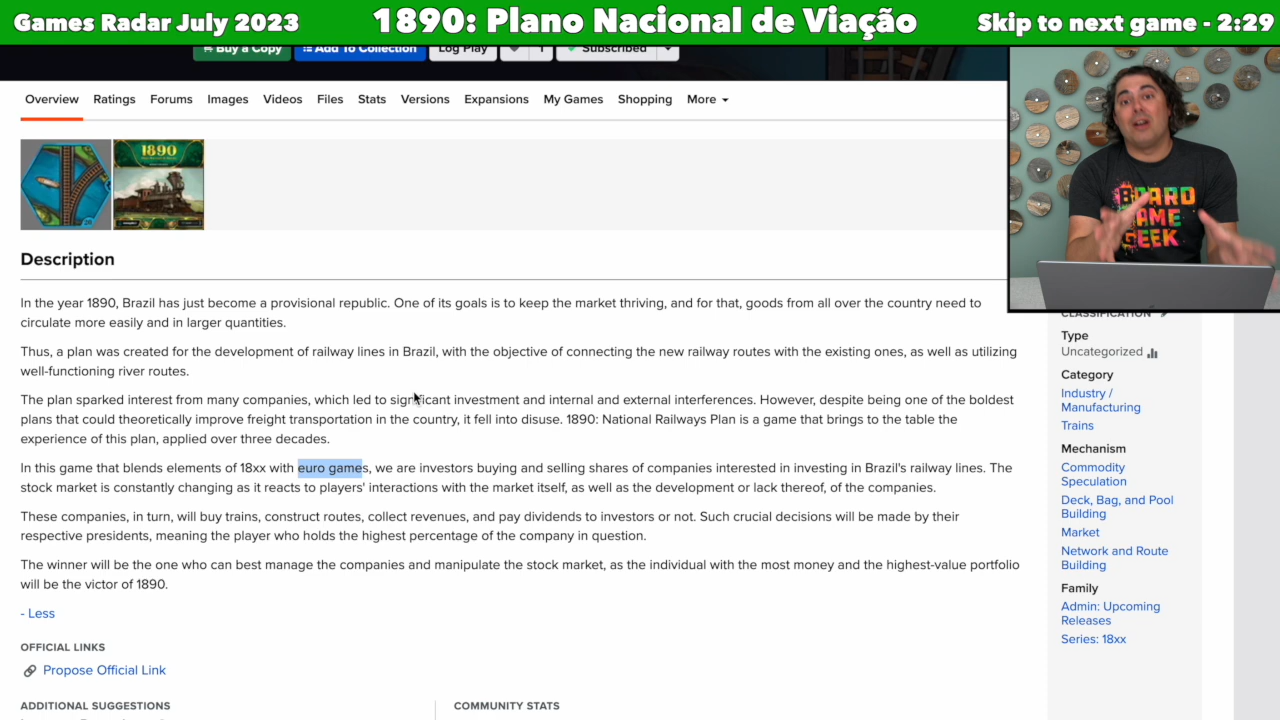 Games Radar July 2023
1890: Plano Nacional de Viação
Skip to next game - 2:29
Buy a Copy
Add To Collection
Log Play
1
Subscribed
Overview
Ratings
Forums
Images
Videos
Files
Stats
Versions
Expansions
My Games
Shopping
More
1890
BOARD
GAME
GEEK
Description
In the year 1890, Brazil has just become a provisional republic. One of its goals is to keep the market thriving, and for that, goods from all over the country need to
circulate more easily and in larger quantities.
Thus, a plan was created for the development of railway lines in Brazil, with the objective of connecting the new railway routes with the existing ones, as well as utilizing
well-functioning river routes.
The plan sparked interest from many companies, which led to significant investment and internal and external interferences. However, despite being one of the boldest
plans that could theoretically improve freight transportation in the country, it fell into disuse. 1890: National Railways Plan is a game that brings to the table the
experience of this plan, applied over three decades.
In this game that blends elements of 18xx with euro games, we are investors buying and selling shares of companies interested in investing in Brazil's railway lines. The
stock market is constantly changing as it reacts to players' interactions with the market itself, as well as the development or lack thereof, of the companies.
These companies, in turn, will buy trains, construct routes, collect revenues, and pay dividends to investors or not. Such crucial decisions will be made by their
respective presidents, meaning the player who holds the highest percentage of the company in question.
The winner will be the one who can best manage the companies and manipulate the stock market, as the individual with the most money and the highest-value portfolio
will be the victor of 1890.
- Less
OFFICIAL LINKS
Propose Official Link
ADDITIONAL SUGGESTIONS
COMMUNITY STATS
CLASSIFICATION
Type
Uncategorized
Category
Industry /
Manufacturing
Trains
Mechanism
Commodity
Speculation
Deck, Bag, and Pool
Building
Market
Network and Route
Building
Family
Admin: Upcoming
Releases
Series: 18xx